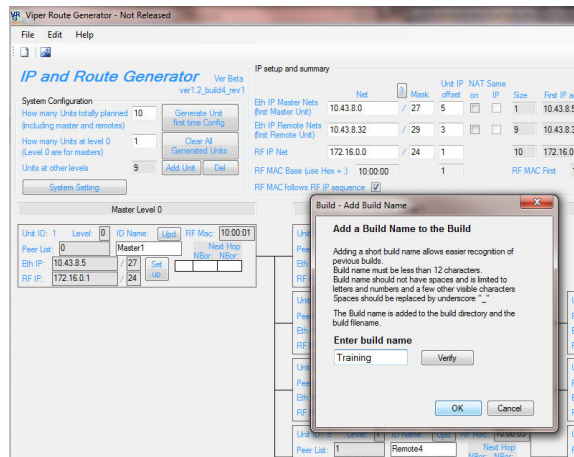 Viper Route Generator - Not Released
File Edit Help
IP and Route Generator Ver Beta
ver1.2_build4_rev1
System Configuration
How many Units totally planned 10
(including master and remotes)
Generate Unit
first time Config
How many Units at level 0 1
(Level 0 are for masters)
Clear All
Generated Units
Units at other levels 9 Add Unit Del
System Setting
IP setup and summary
Net ? Mask Unit IP offset NAT on Same IP Size First IP a
Eth IP Master Nets
(first Master Unit) 10.43.8.0 / 27 5 1 10.43.8.5
Eth IP Remote Nets
(first Remote Unit) 10.43.8.32 / 29 3 9 10.43.8.3
RF IP Net 172.16.0.0 / 24 1 10 172.16.0
RF MAC Base (use Hex + :) 10:00:00 1 RF MAC First
RF MAC follows RF IP sequence
Master Level 0
Unit ID: 1 Level: 0 ID Name: Upd RF Mac: 10:00:01
Peer List: 0 Master1 Next Hop
NBor: NBor:
Eth IP: 10.43.8.5 / 27 Set up
RF IP: 172.16.0.1 / 24
Build - Add Build Name
Add a Build Name to the Build
Adding a short build name allows easier recognition of
pevious builds.
Build name must be less than 12 characters.
Build name should not have spaces and is limited to
letters and numbers and a few other visible characters
Spaces should be replaced by underscore "_"
The Build name is added to the build directory and the
build filename.
Enter build name
Training Verify
OK Cancel
Unit
Pee
Eth
RF I
Unit
Pee
Eth
RF I
Unit
Pee
Eth
RF I
Peer List: 1 Remote4 Next Hop